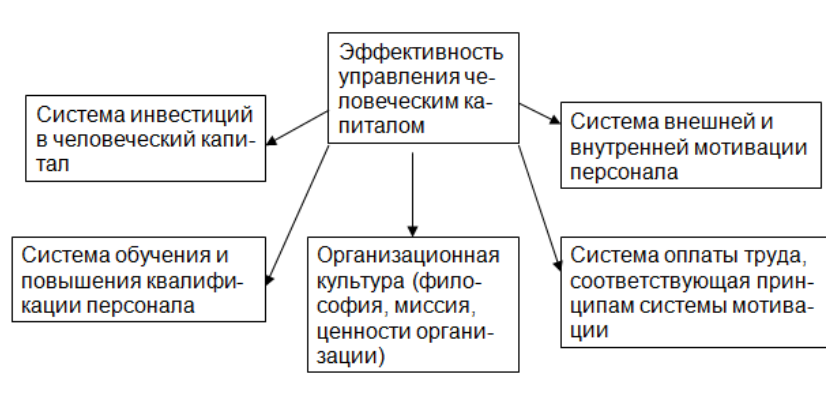 Эффективность
управления че-
ловеческим ка-
питалом
Система инвестиций
в человеческий капи-
тал
Система внешней и
внутренней мотивации
персонала
Система обучения и
повышения квалифи-
кации персонала
Организационная
культура (фило-
софия, миссия,
ценности органи-
зации)
Система оплаты труда,
соответствующая прин-
ципам системы мотива-
ции